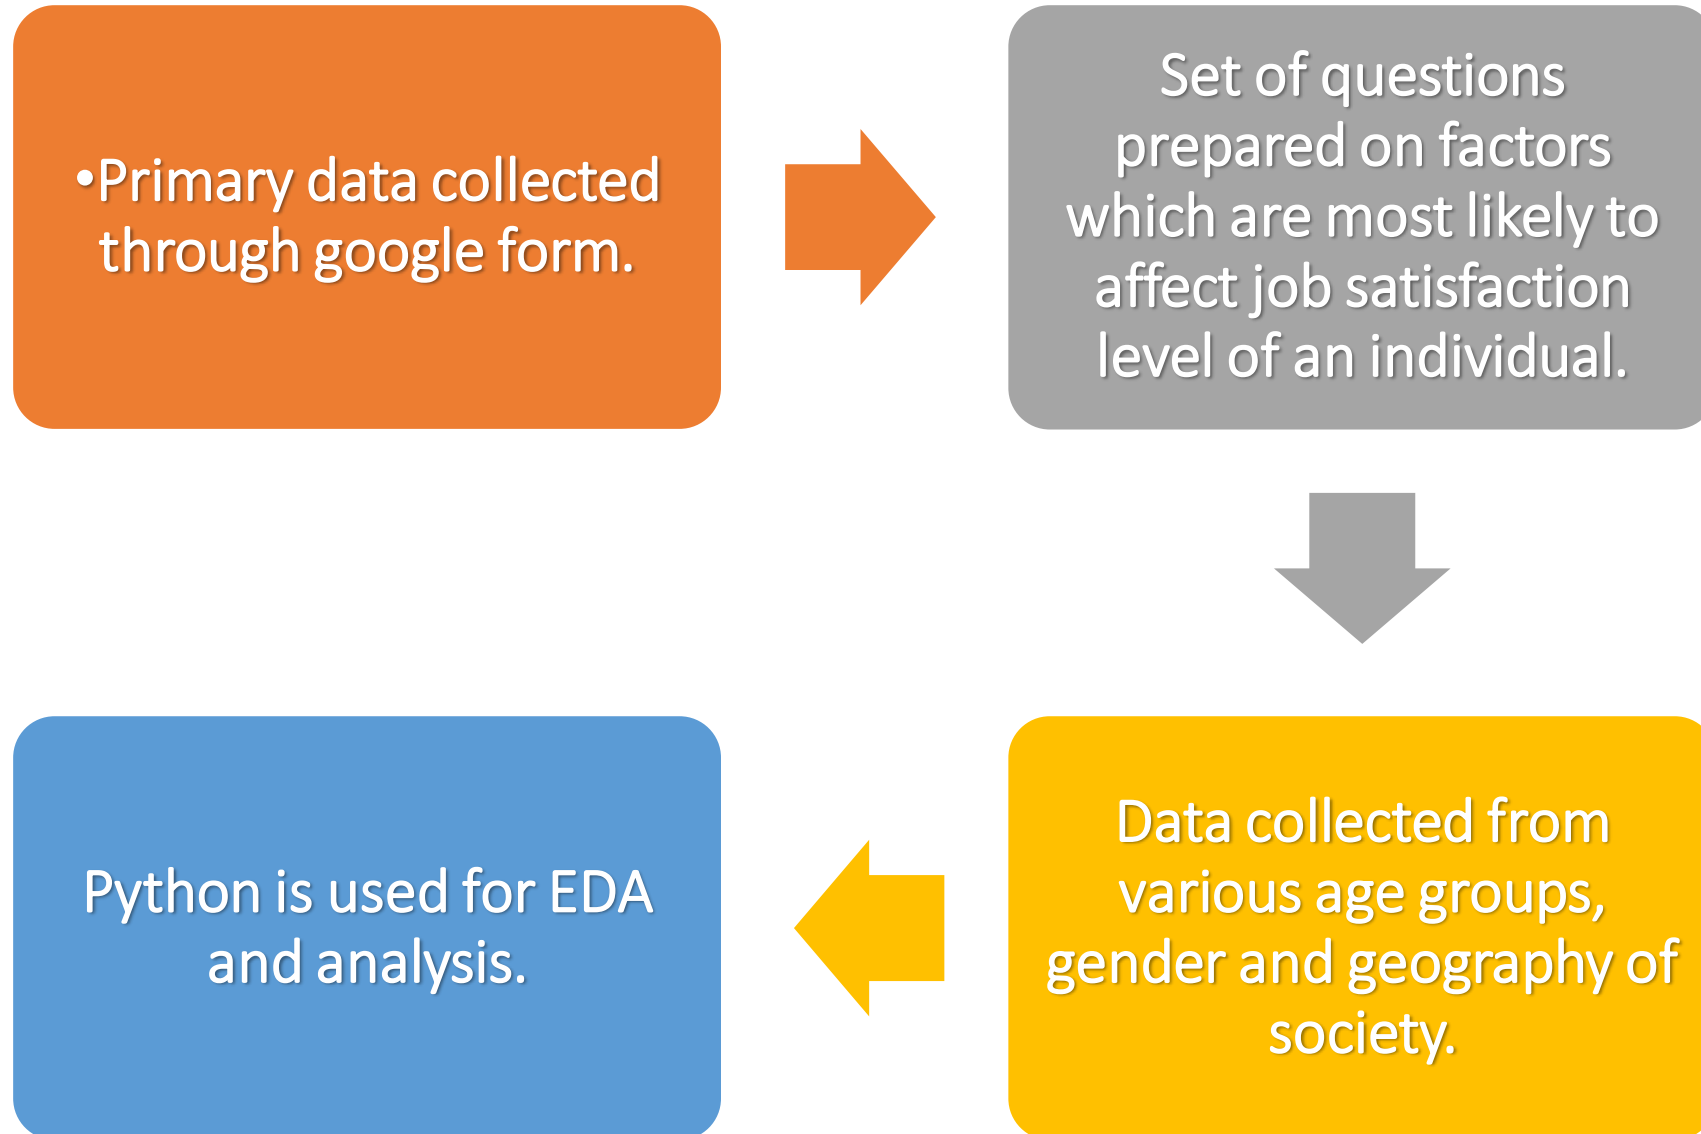 •Primary data collected
through google form.
Set of questions
prepared on factors
which are most likely to
affect job satisfaction
level of an individual.
Data collected from
various age groups,
gender and geography of
society.
Python is used for EDA
and analysis.